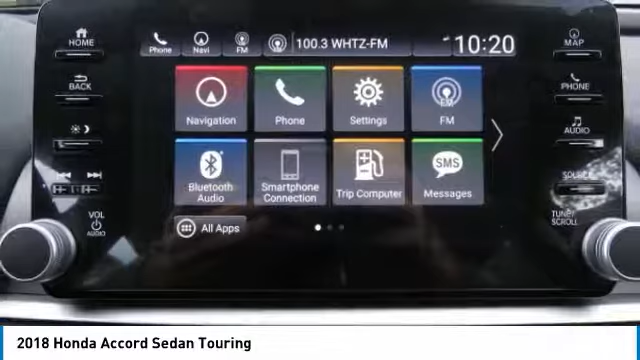 HOME
Phone Navi FM 100.3 WHTZ-FM 10:20
MAP
BACK
PHONE
Navigation Phone Settings FM
AUDIO
SMS
Bluetooth Audio
Smartphone Connection
Trip Computer
Messages
SOURCE
VOL
AUDIO
TUNE/
SCROLL
All Apps
2018 Honda Accord Sedan Touring